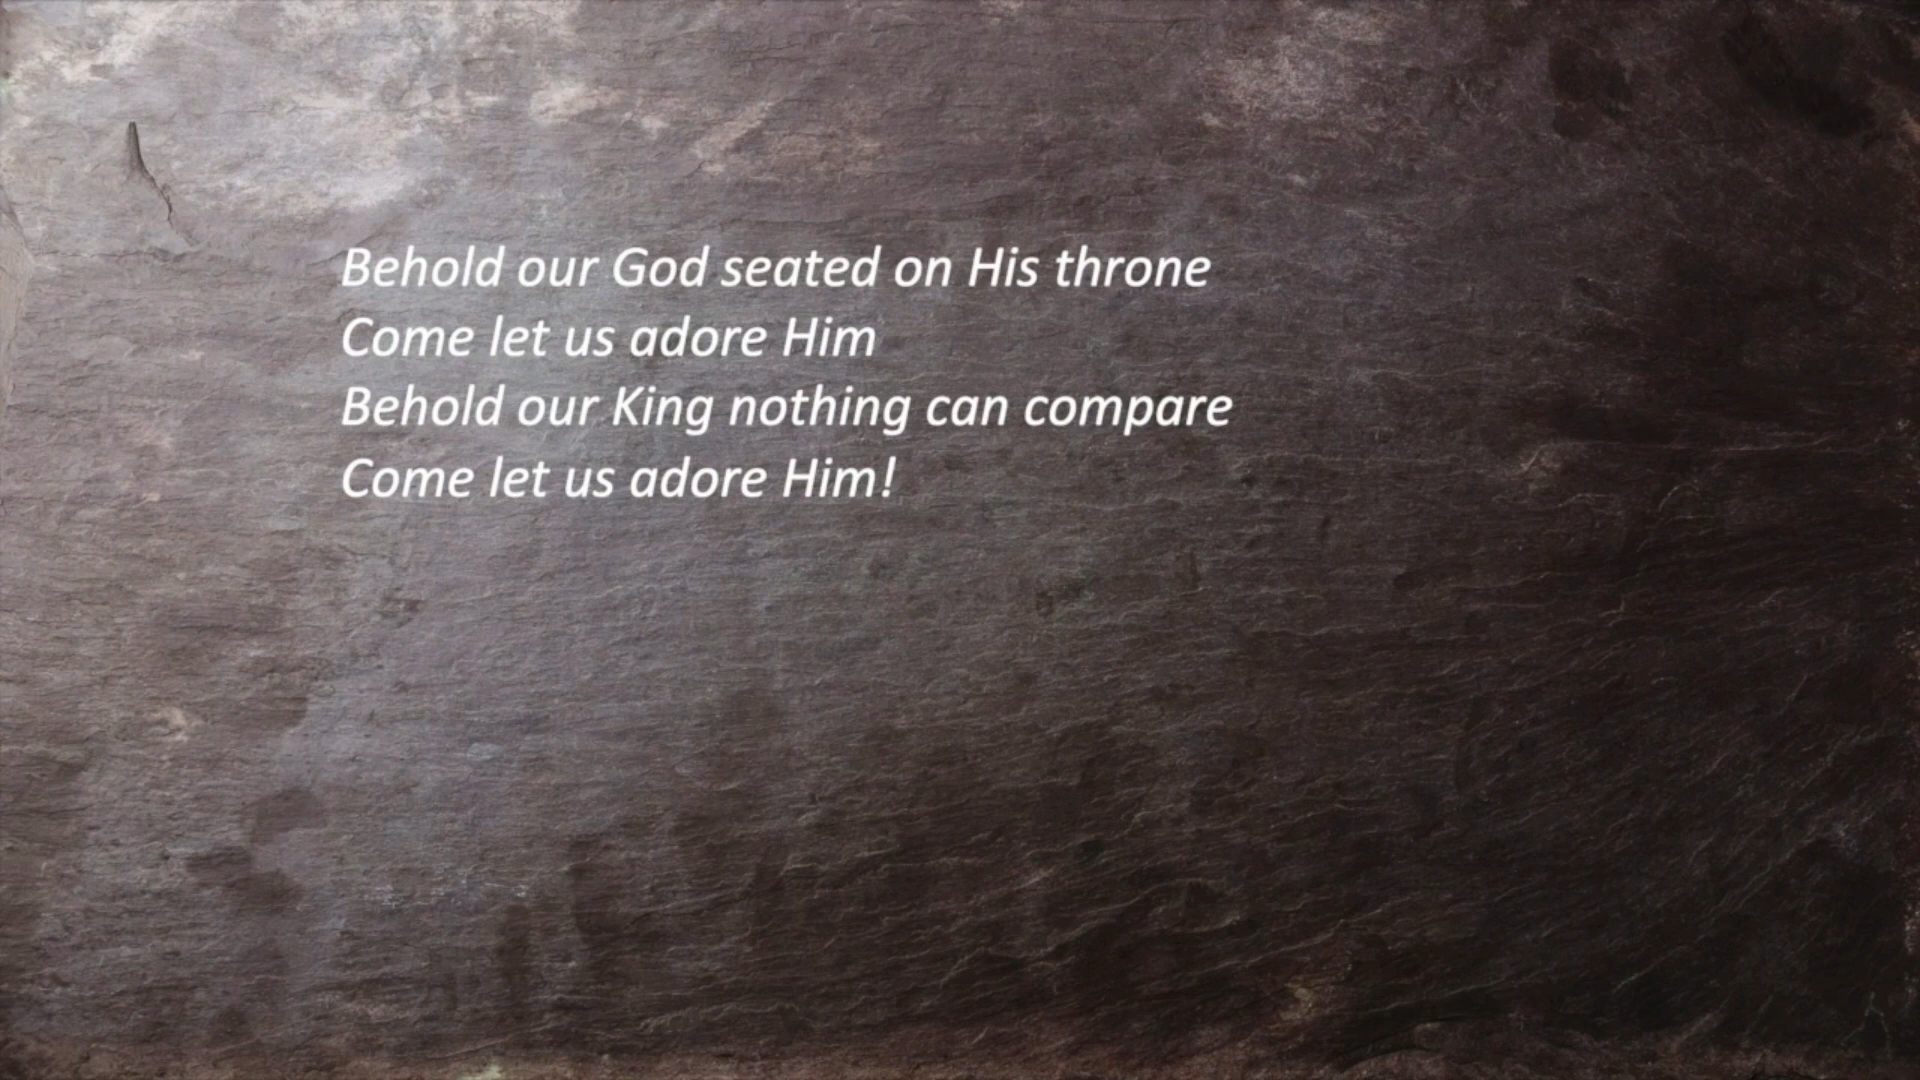 Behold our God seated on His throne
Come let us adore Him
Behold our King nothing can compare
Come let us adore Him!